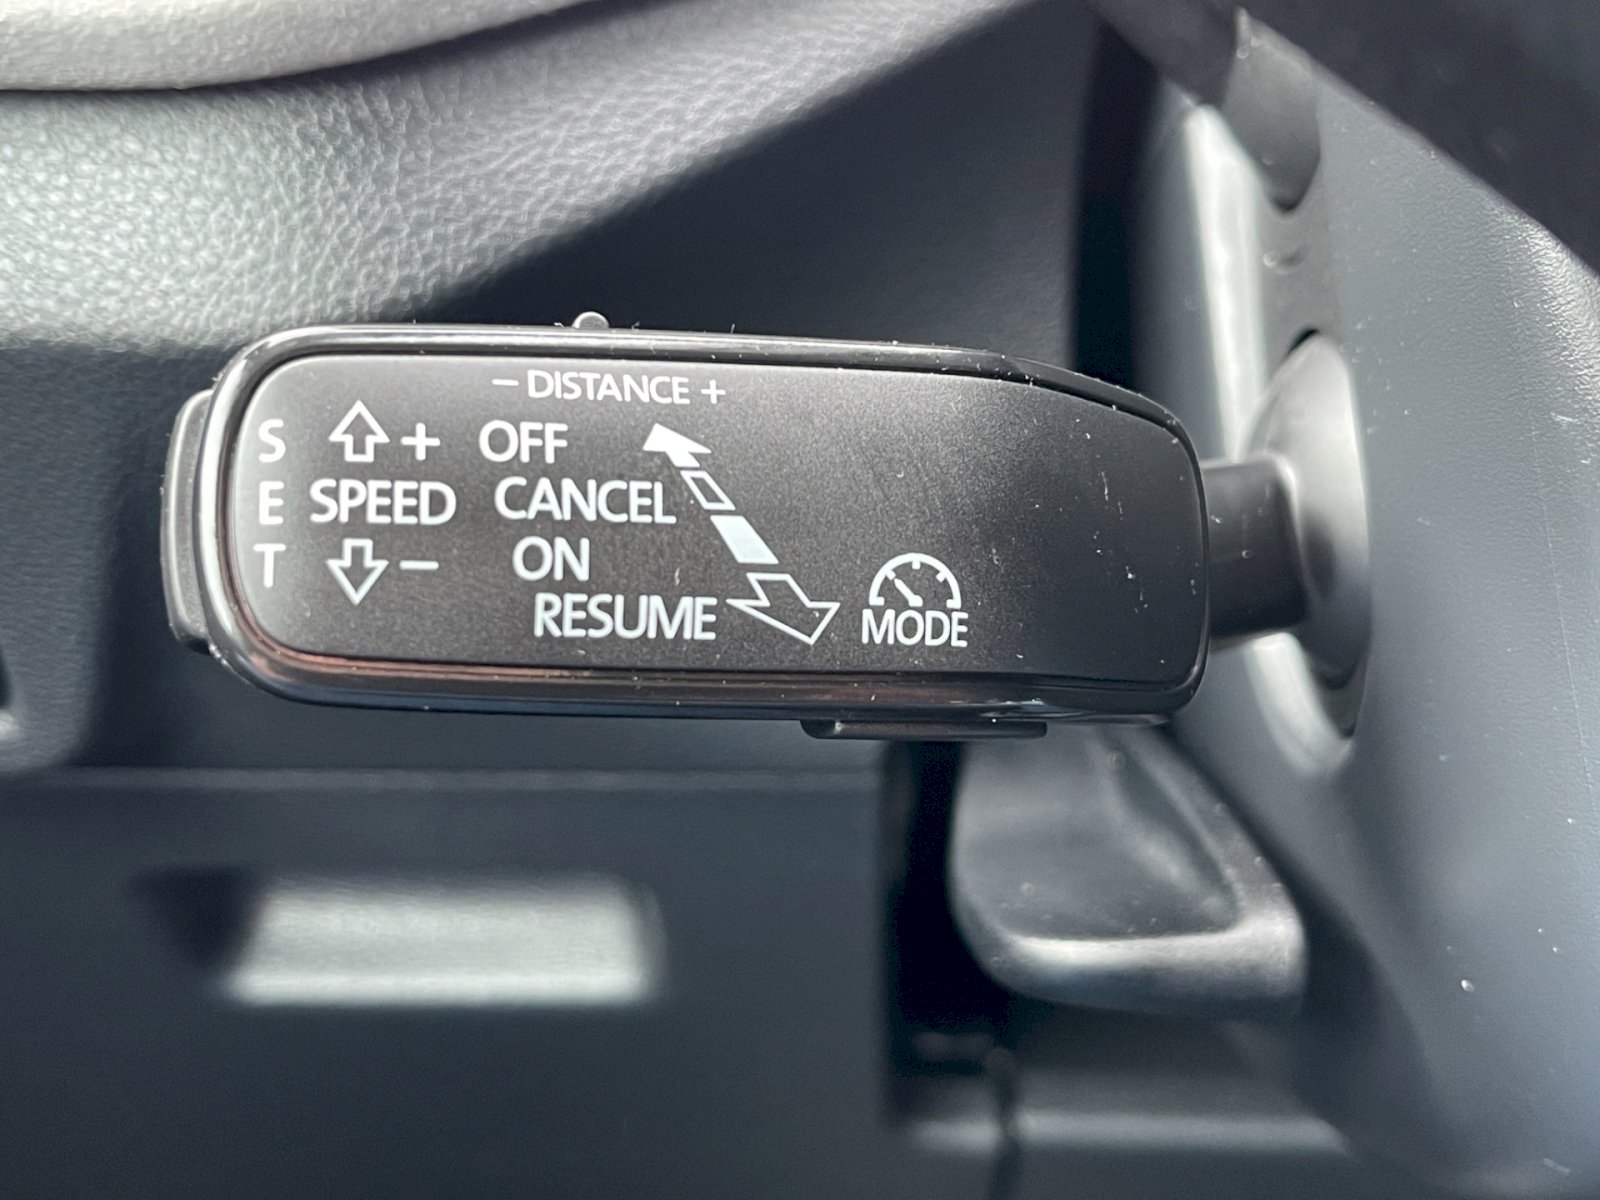 – DISTANCE +
S + OFF
E SPEED CANCEL
T – ON
RESUME
MODE